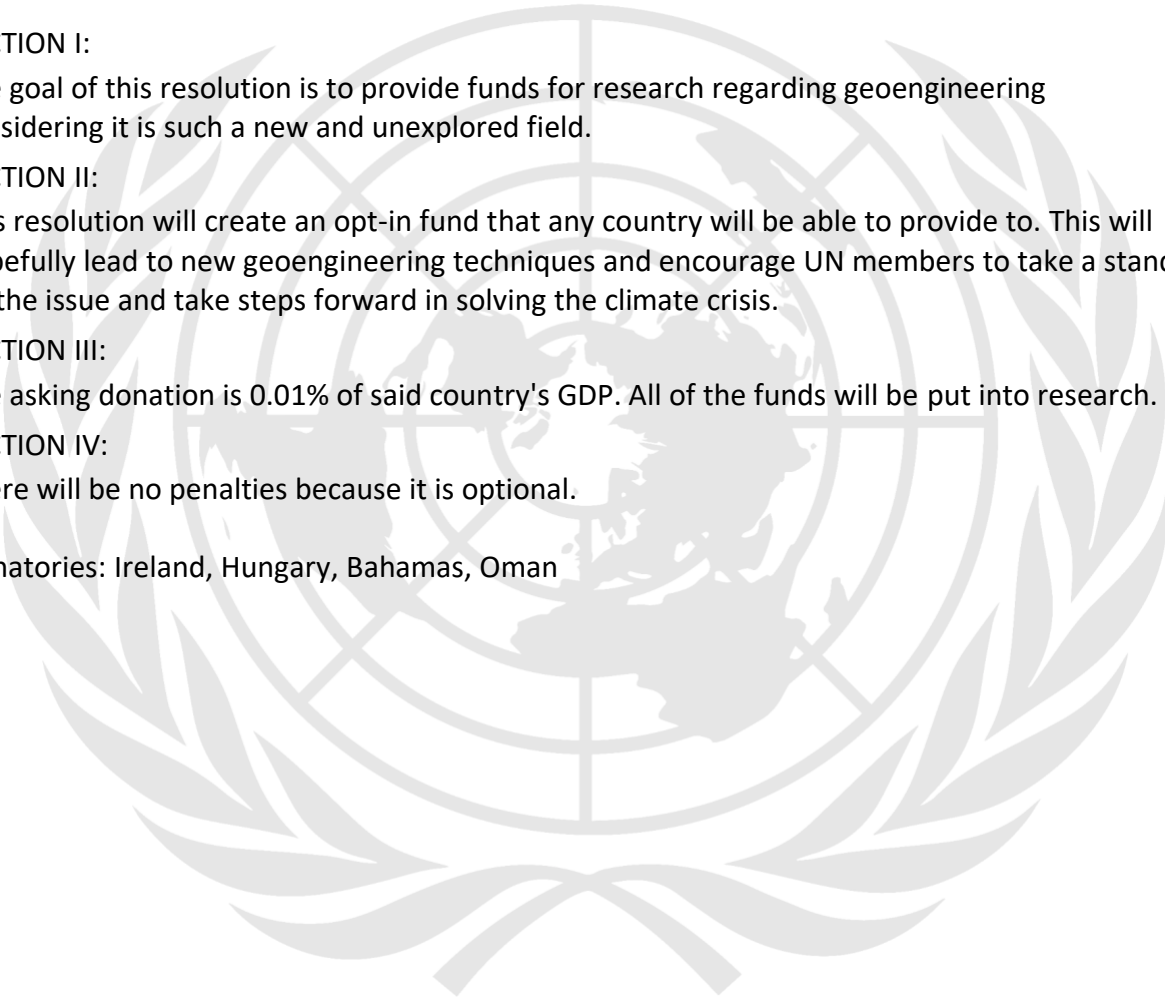 TION I:
goal of this resolution is to provide funds for research regarding geoengineering
sidering it is such a new and unexplored field.
TION II:
s resolution will create an opt-in fund that any country will be able to provide to. This will
efully lead to new geoengineering techniques and encourage UN members to take a stand
the issue and take steps forward in solving the climate crisis.
TION III:
asking donation is 0.01% of said country's GDP. All of the funds will be put into research.
TION IV:
re will be no penalties because it is optional.
natories: Ireland, Hungary, Bahamas, Oman